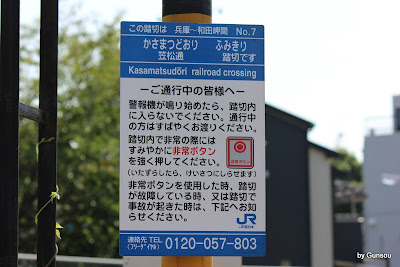 この踏切は 兵庫～和田岬間 No.7
かさまつどおり ふみきり
笠松通 踏切です
Kasamatsudōri railroad crossing
―ご通行中の皆様へ―
警報機が鳴り始めたら、踏切内
に入らないでください。通行中
の方はすばやくお渡りください。
踏切内で非常の際には
すみやかに非常ボタン
を強く押してください。
(いたずらしたら、けいさつにしらせます)
非常ボタンを使用した時、踏切
が故障している時、又は踏切で
事故が起きた時は、下記へお知
らせください。
JR
JR西日本
連絡先 TEL 0120-057-803
(フリーダイヤル)
by Gunsou